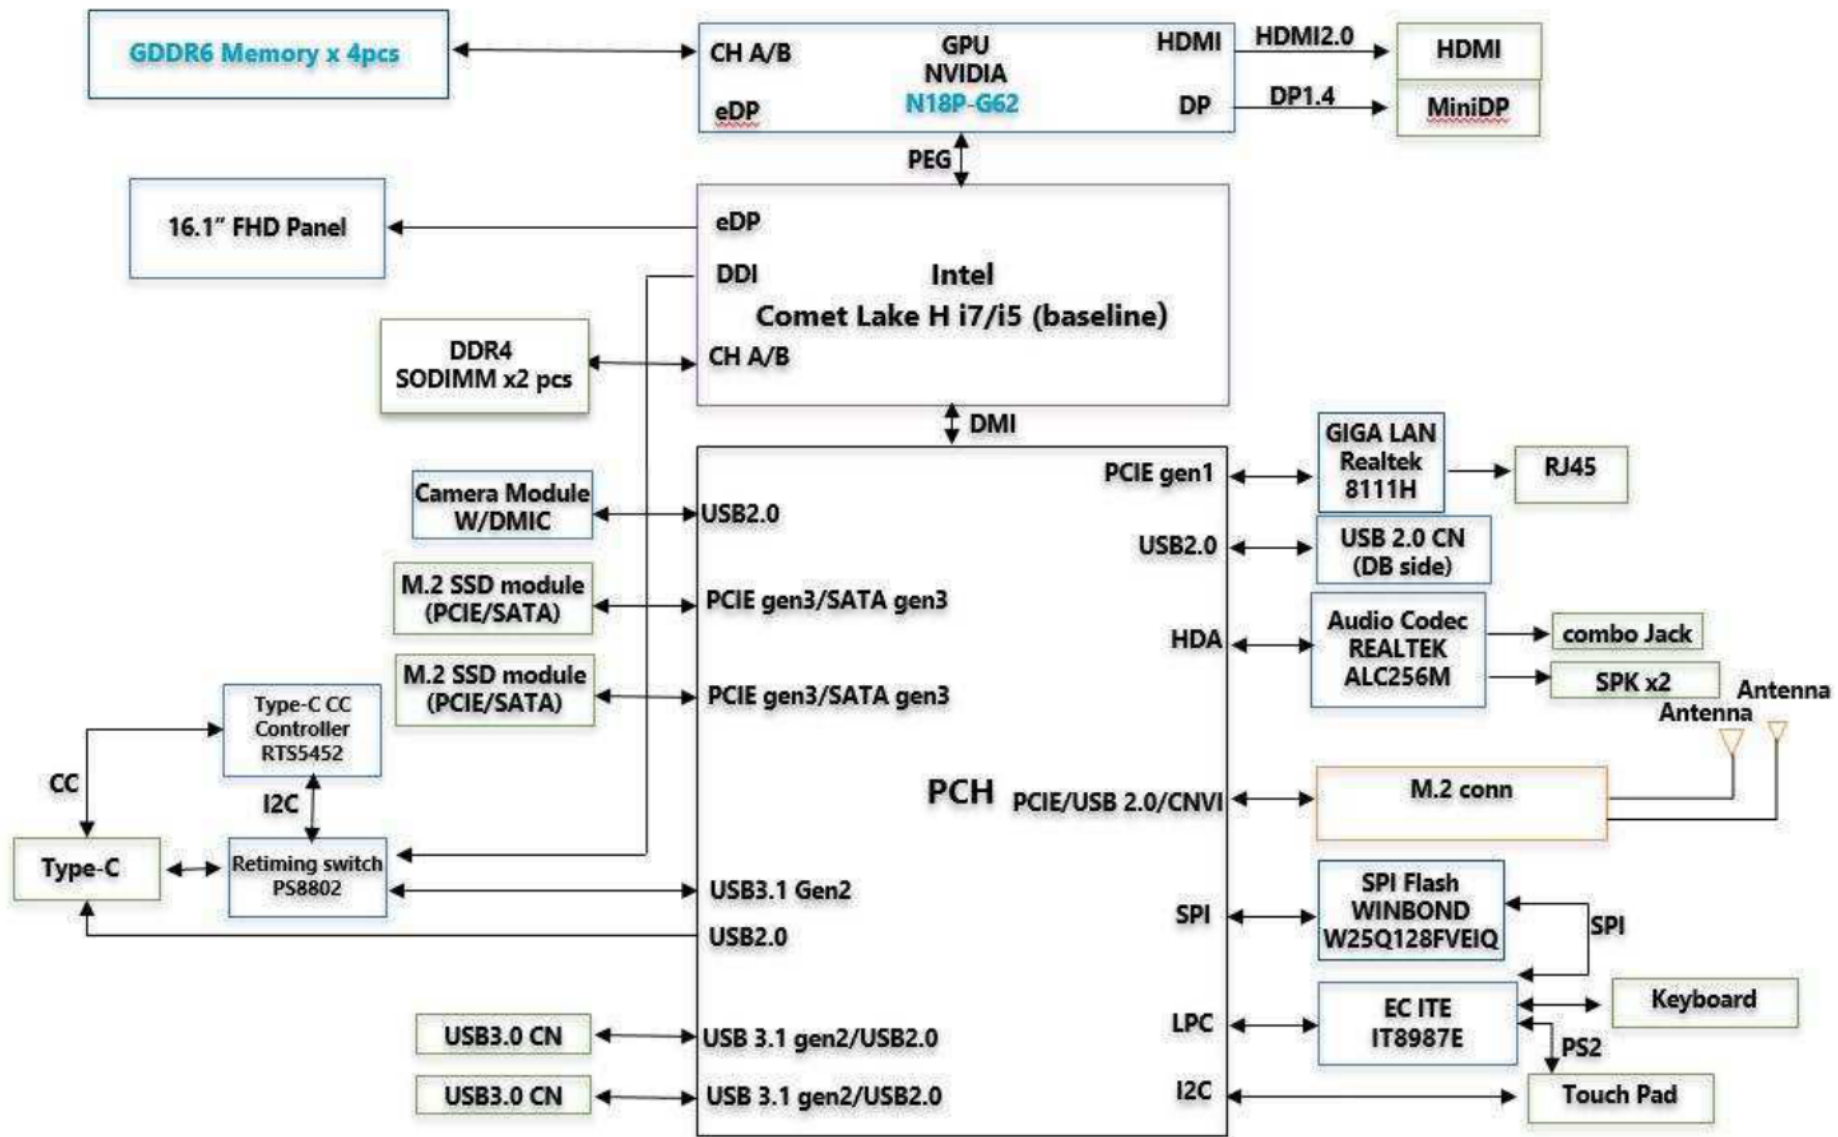 GDDR6 Memory x 4pcs
CH A/B
eDP
GPU
NVIDIA
N18P-G62
HDMI
DP
HDMI2.0
DP1.4
HDMI
MiniDP
PEG
16.1” FHD Panel
eDP
DDI
CH A/B
Intel
Comet Lake H i7/i5 (baseline)
DDR4
SODIMM x2 pcs
DMI
Camera Module
W/DMIC
USB2.0
M.2 SSD module
(PCIE/SATA)
PCIE gen3/SATA gen3
M.2 SSD module
(PCIE/SATA)
PCIE gen3/SATA gen3
Type-C CC
Controller
RTS5452
CC
I2C
Type-C
Retiming switch
PS8802
USB3.1 Gen2
USB2.0
USB3.0 CN
USB 3.1 gen2/USB2.0
USB3.0 CN
USB 3.1 gen2/USB2.0
PCH
PCIE gen1
GIGA LAN
Realtek
8111H
RJ45
USB2.0
USB 2.0 CN
(DB side)
HDA
Audio Codec
REALTEK
ALC256M
combo Jack
SPK x2
Antenna
Antenna
PCIE/USB 2.0/CNVI
M.2 conn
SPI
SPI Flash
WINBOND
W25Q128FVEIQ
SPI
LPC
EC ITE
IT8987E
Keyboard
PS2
I2C
Touch Pad